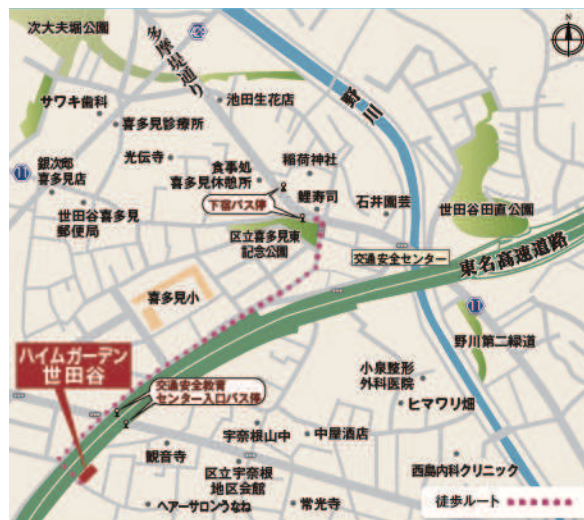 次大夫堀公園
多摩堤通り
N
サワキ歯科
池田生花店
喜多見診療所
野川
銀次郎
喜多見店
光伝寺
食事処
喜多見休憩所
稲荷神社
鯉寿司
石井園芸
世田谷喜多見
郵便局
下宿バス停
世田谷田直公園
区立喜多見東
記念公園
交通安全センター
東名高速道路
喜多見小
11
11
野川第二緑道
ハイムガーデン
世田谷
交通安全教育
センター入口バス停
小泉整形
外科医院
ヒマワリ畑
宇奈根山中
中屋酒店
観音寺
区立宇奈根
地区会館
西島内科クリニック
ヘアーサロンうなね
常光寺
徒歩ルート